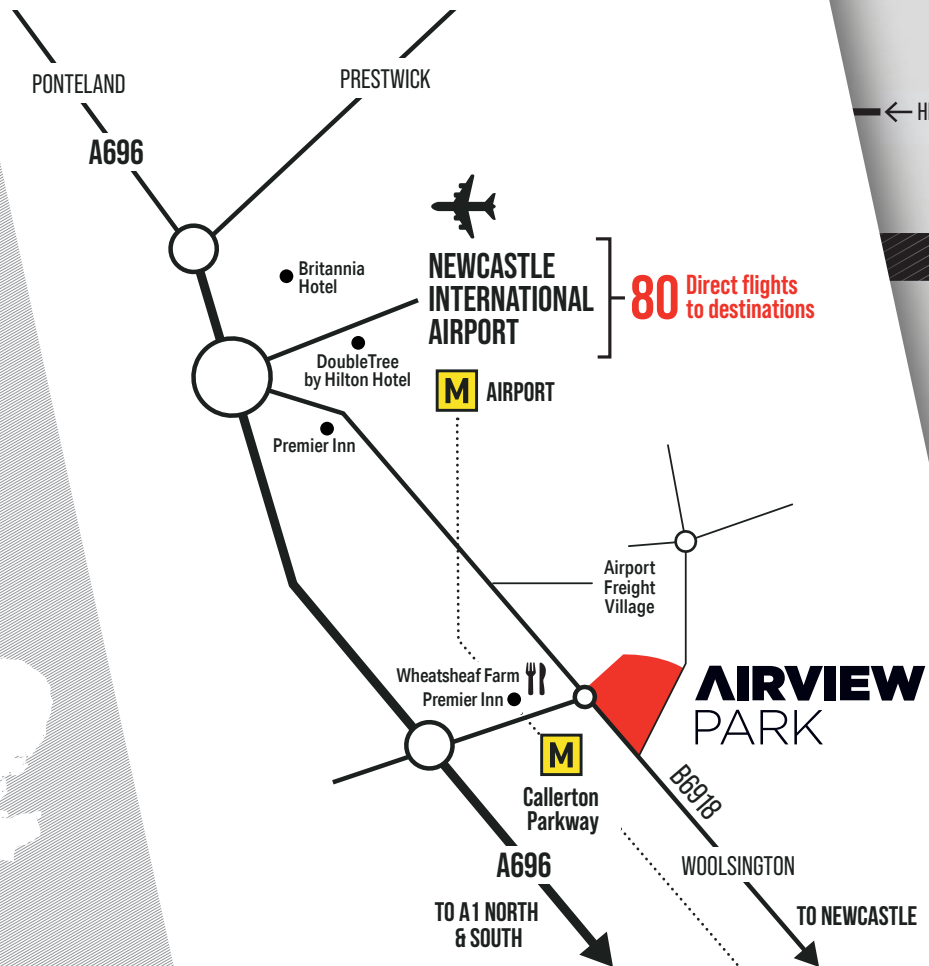 PONTELAND
PRESTWICK
A696
Britannia
Hotel
NEWCASTLE
INTERNATIONAL
AIRPORT
80
Direct flights
to destinations
DoubleTree
by Hilton Hotel
M AIRPORT
Premier Inn
Airport
Freight
Village
Wheatsheaf Farm
Premier Inn
AIRVIEW
PARK
M
Callerton
Parkway
B6918
A696
WOOLSINGTON
TO A1 NORTH
& SOUTH
TO NEWCASTLE